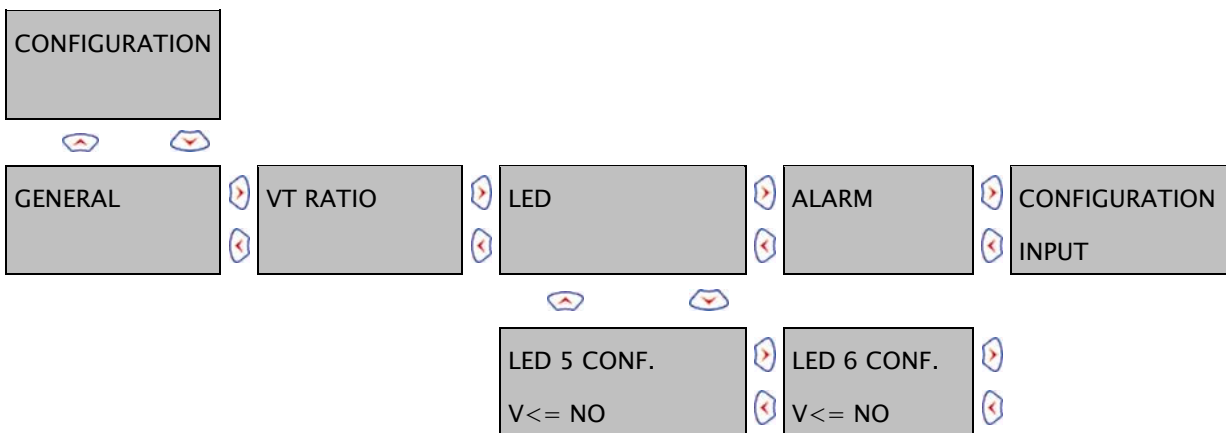 CONFIGURATION
GENERAL
VT RATIO
LED
ALARM
CONFIGURATION
INPUT
LED 5 CONF.
V<= NO
LED 6 CONF.
V<= NO